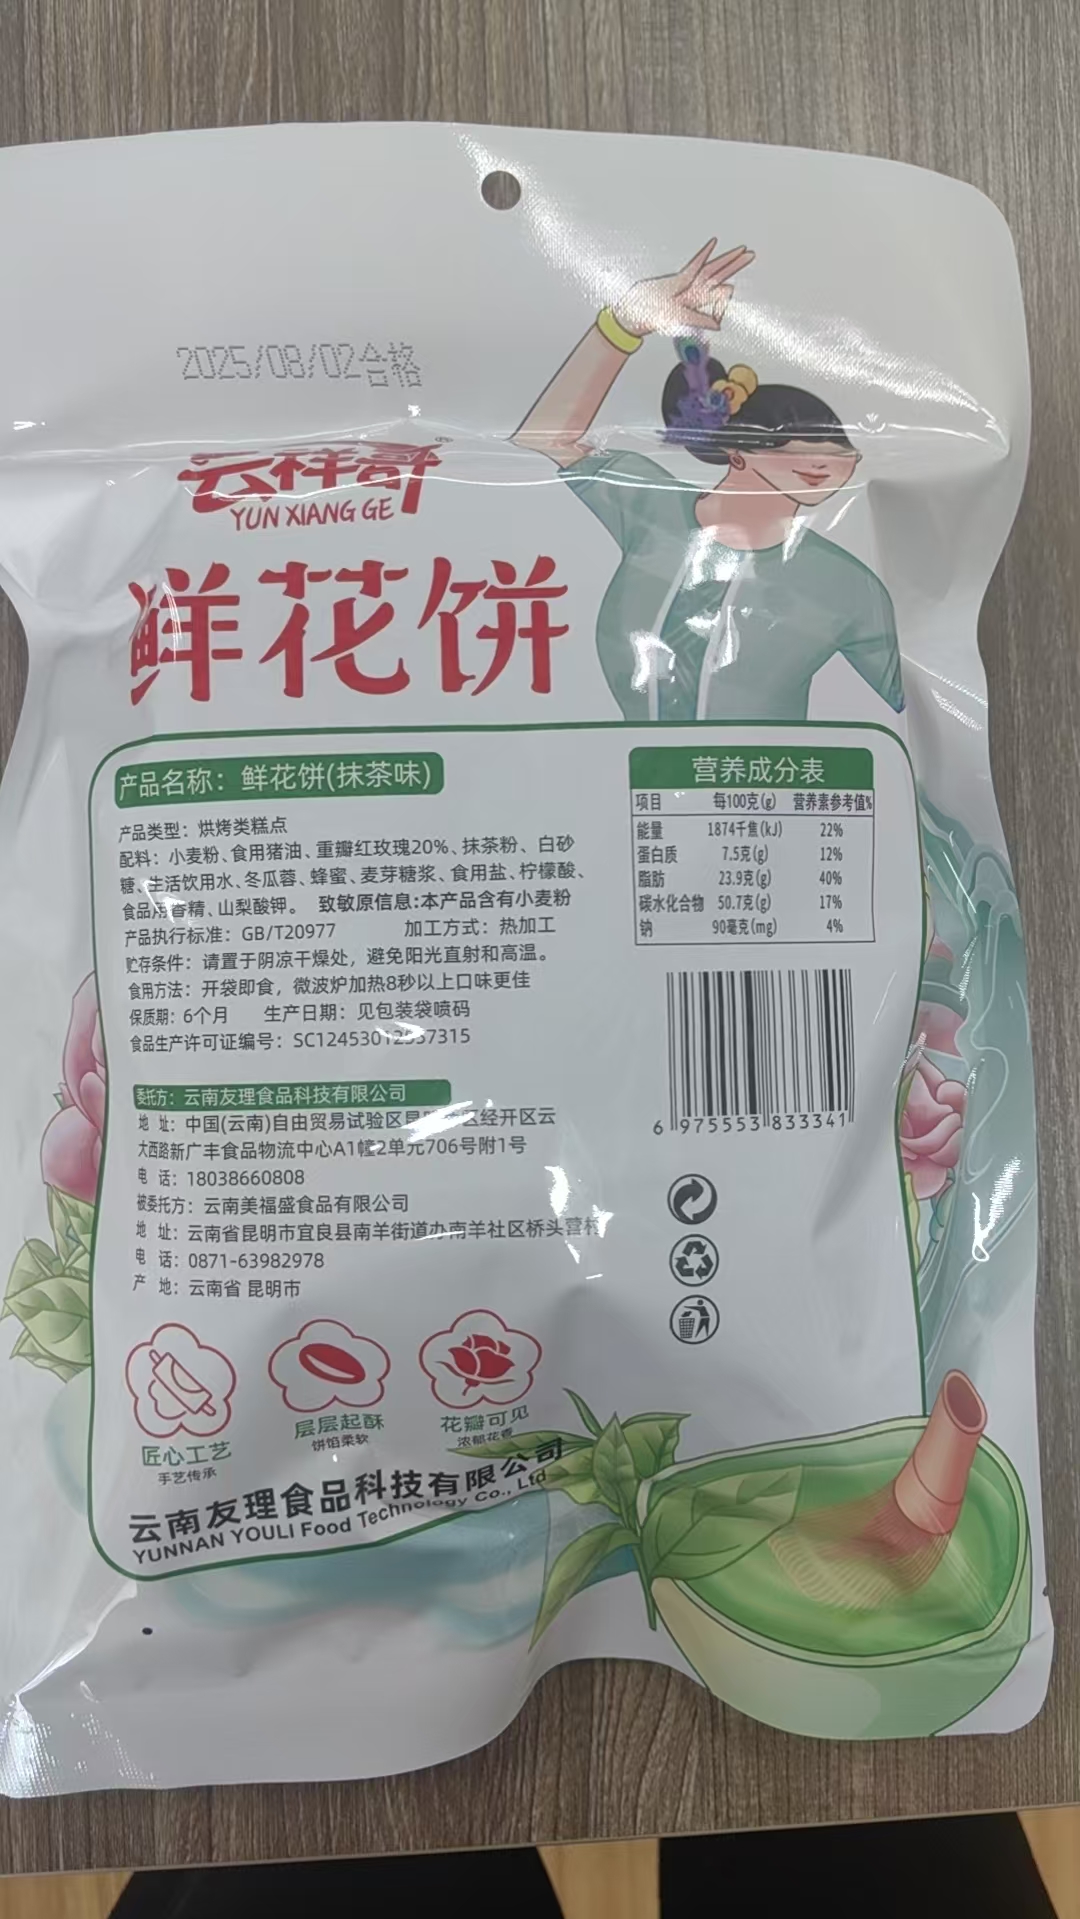 2025/08/02合格
云祥哥®
YUN XIANG GE
鲜花饼
产品名称：鲜花饼(抹茶味)
产品类型：烘烤类糕点
配料：小麦粉、食用猪油、重瓣红玫瑰20%、抹茶粉、白砂
糖、生活饮用水、冬瓜蓉、蜂蜜、麦芽糖浆、食用盐、柠檬酸、
食品用香精、山梨酸钾。 致敏原信息:本产品含有小麦粉
产品执行标准：GB/T20977 加工方式：热加工
贮存条件：请置于阴凉干燥处，避免阳光直射和高温。
食用方法：开袋即食，微波炉加热8秒以上口味更佳
保质期：6个月 生产日期：见包装袋喷码
食品生产许可证编号：SC12453012557315
委托方：云南友理食品科技有限公司
地 址：中国(云南)自由贸易试验区昆 区经开区云
大西路新广丰食品物流中心A1幢2单元706号附1号
电 话：18038660808
被委托方：云南美福盛食品有限公司
地 址：云南省昆明市宜良县南羊街道办南羊社区桥头营村
电 话：0871-63982978
产 地：云南省 昆明市
营养成分表
项目 每100克(g) 营养素参考值%
能量 1874千焦(kJ) 22%
蛋白质 7.5克(g) 12%
脂肪 23.9克(g) 40%
碳水化合物 50.7克(g) 17%
钠 90毫克(mg) 4%
6 975553 833341
匠心工艺
手艺传承
层层起酥
饼馅柔软
花瓣可见
浓郁花香
云南友理食品科技有限公司
YUNNAN YOULI Food Technology Co., Ltd